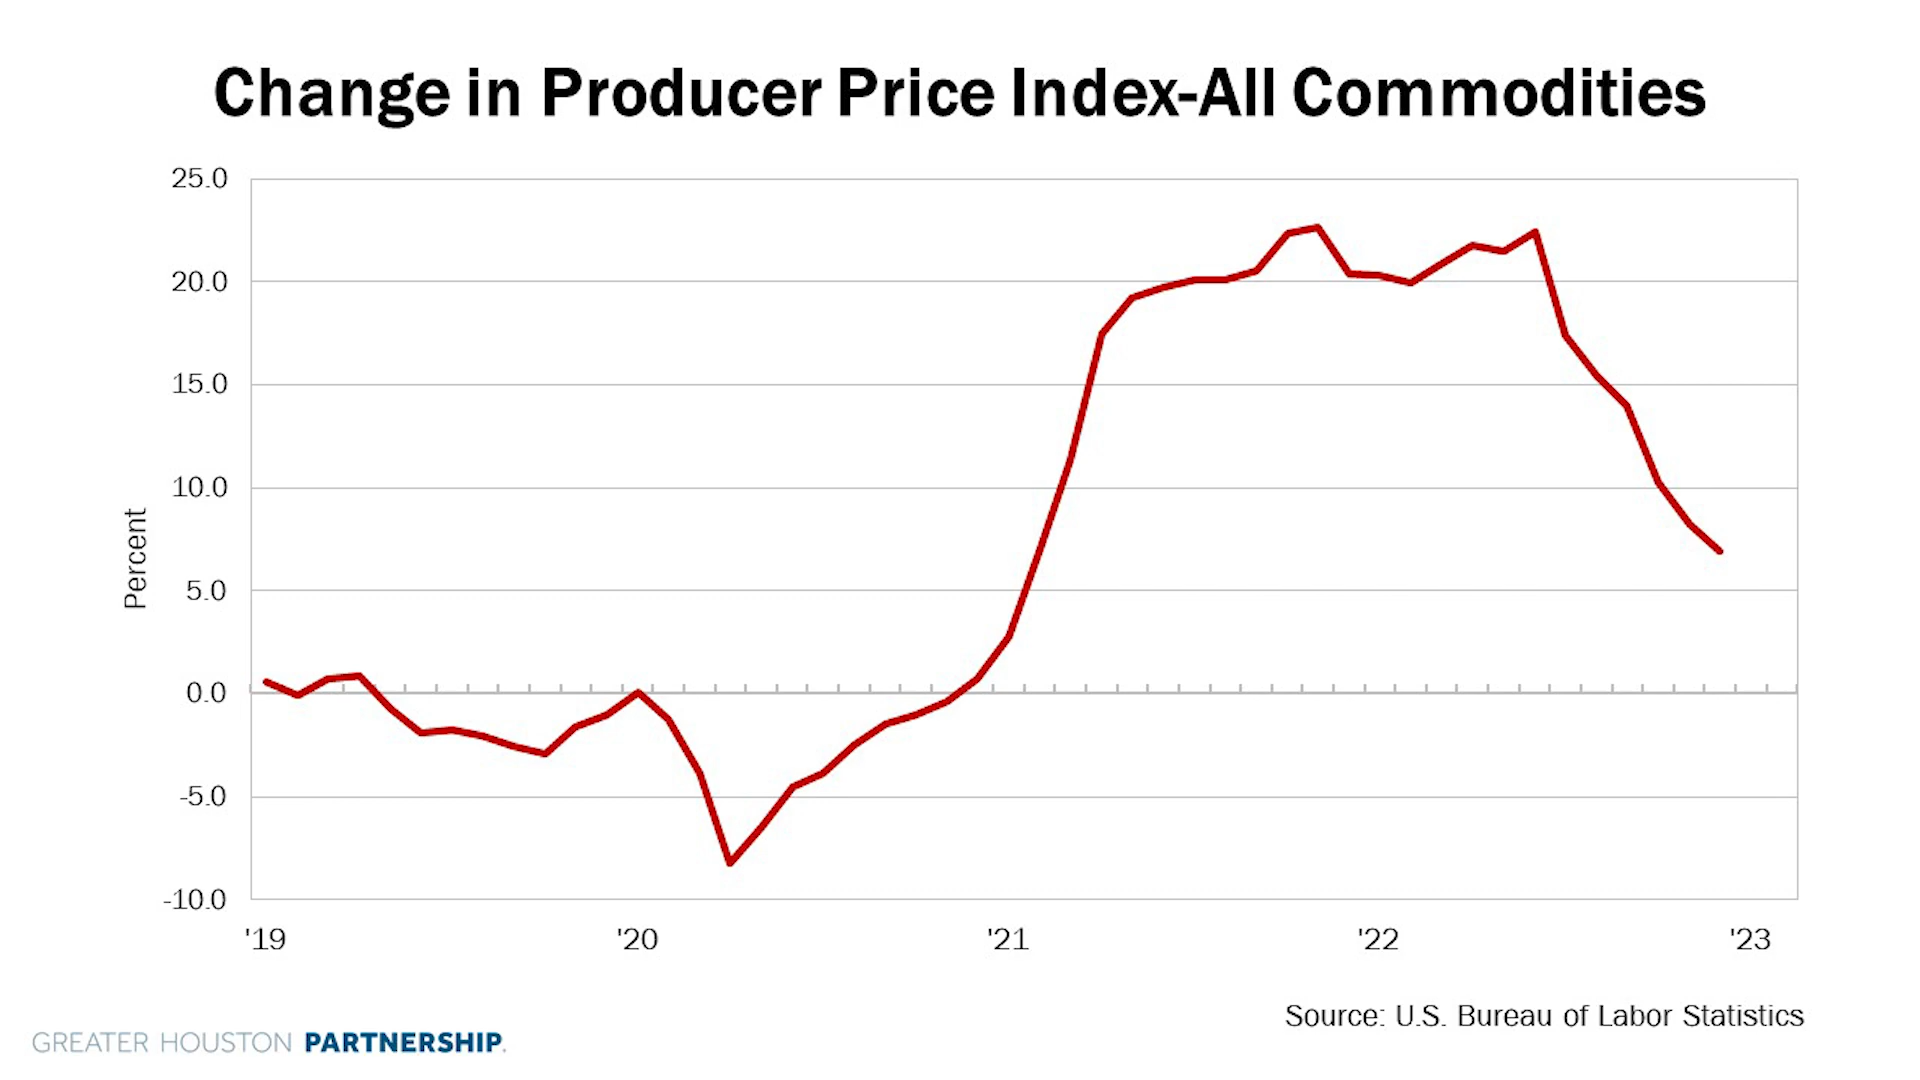 Change in Producer Price Index-All Commodities
25.0
20.0
15.0
10.0
5.0
0.0
-5.0
-10.0
Percent
'19 '20 '21 '22 '23
Source: U.S. Bureau of Labor Statistics
GREATER HOUSTON PARTNERSHIP.